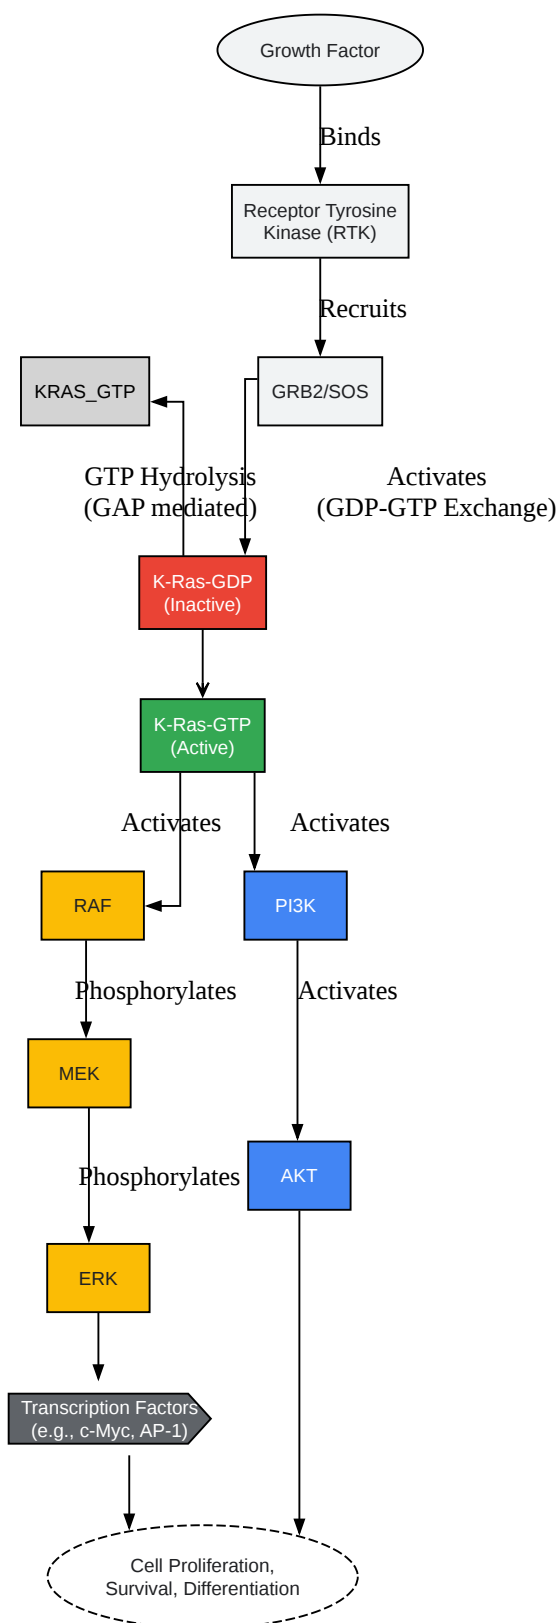 Growth Factor
Binds
Receptor Tyrosine
Kinase (RTK)
Recruits
KRAS_GTP
GRB2/SOS
GTP Hydrolysis
(GAP mediated)
Activates
(GDP-GTP Exchange)
K-Ras-GDP
(Inactive)
K-Ras-GTP
(Active)
Activates
Activates
RAF
PI3K
Phosphorylates
Activates
MEK
Phosphorylates
AKT
ERK
Transcription Factors
(e.g., c-Myc, AP-1)
Cell Proliferation,
Survival, Differentiation